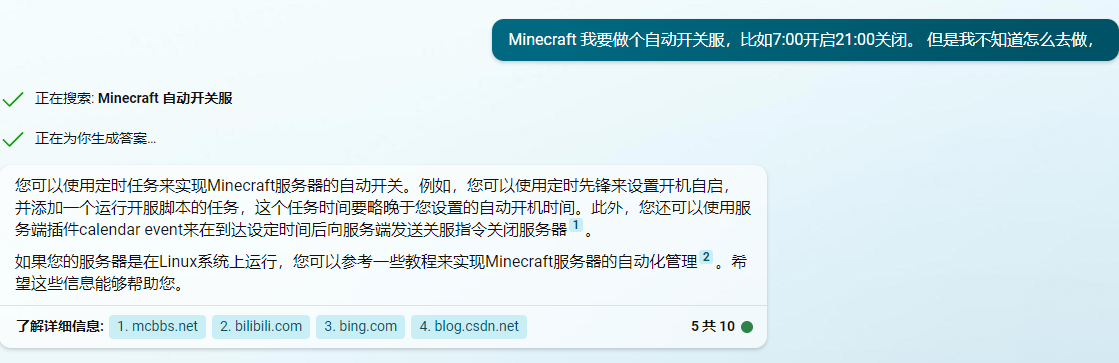 Minecraft 我要做个自动开关服，比如7:00开启21:00关闭。 但是我不知道怎么去做，
正在搜索: Minecraft 自动开关服
正在为你生成答案...
您可以使用定时任务来实现Minecraft服务器的自动开关。例如，您可以使用定时先锋来设置开机自启，
并添加一个运行开服脚本的任务，这个任务时间要略晚于您设置的自动开机时间。此外，您还可以使用服
务端插件calendar event来在到达设定时间后向服务端发送关服指令关闭服务器 1 。
如果您的服务器是在Linux系统上运行，您可以参考一些教程来实现Minecraft服务器的自动化管理 2 。希
望这些信息能够帮助您。
了解详细信息: 1. mcbbs.net 2. bilibili.com 3. bing.com 4. blog.csdn.net 5 共 10